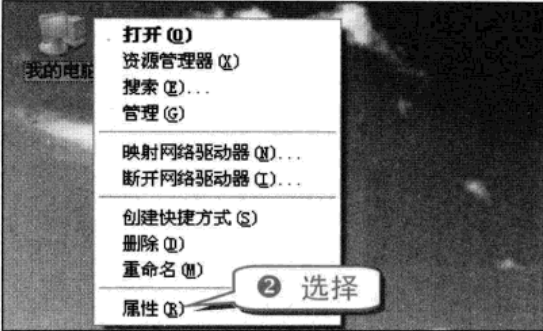 我的电脑
打开(O)
资源管理器(X)
搜索(E)...
管理(G)
映射网络驱动器(N)...
断开网络驱动器(I)...
创建快捷方式(S)
删除(D)
重命名(M)
属性(R)
❷ 选择